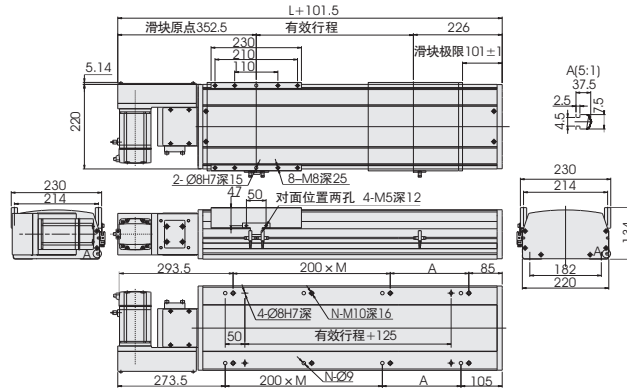 L+101.5
滑块原点352.5
有效行程
226
230
滑块极限101±1
210
110
5.14
220
A(5:1)
37.5
2.5
4.5
7.5
2-Ø8H7深15
8-M8深25
47
50
对面位置两孔 4-M5深12
230
214
A
230
214
134
A
182
220
293.5
200×M
A
85
4-Ø8H7深
N-M10深16
50
有效行程+125
N-Ø9
273.5
200×M
A
105